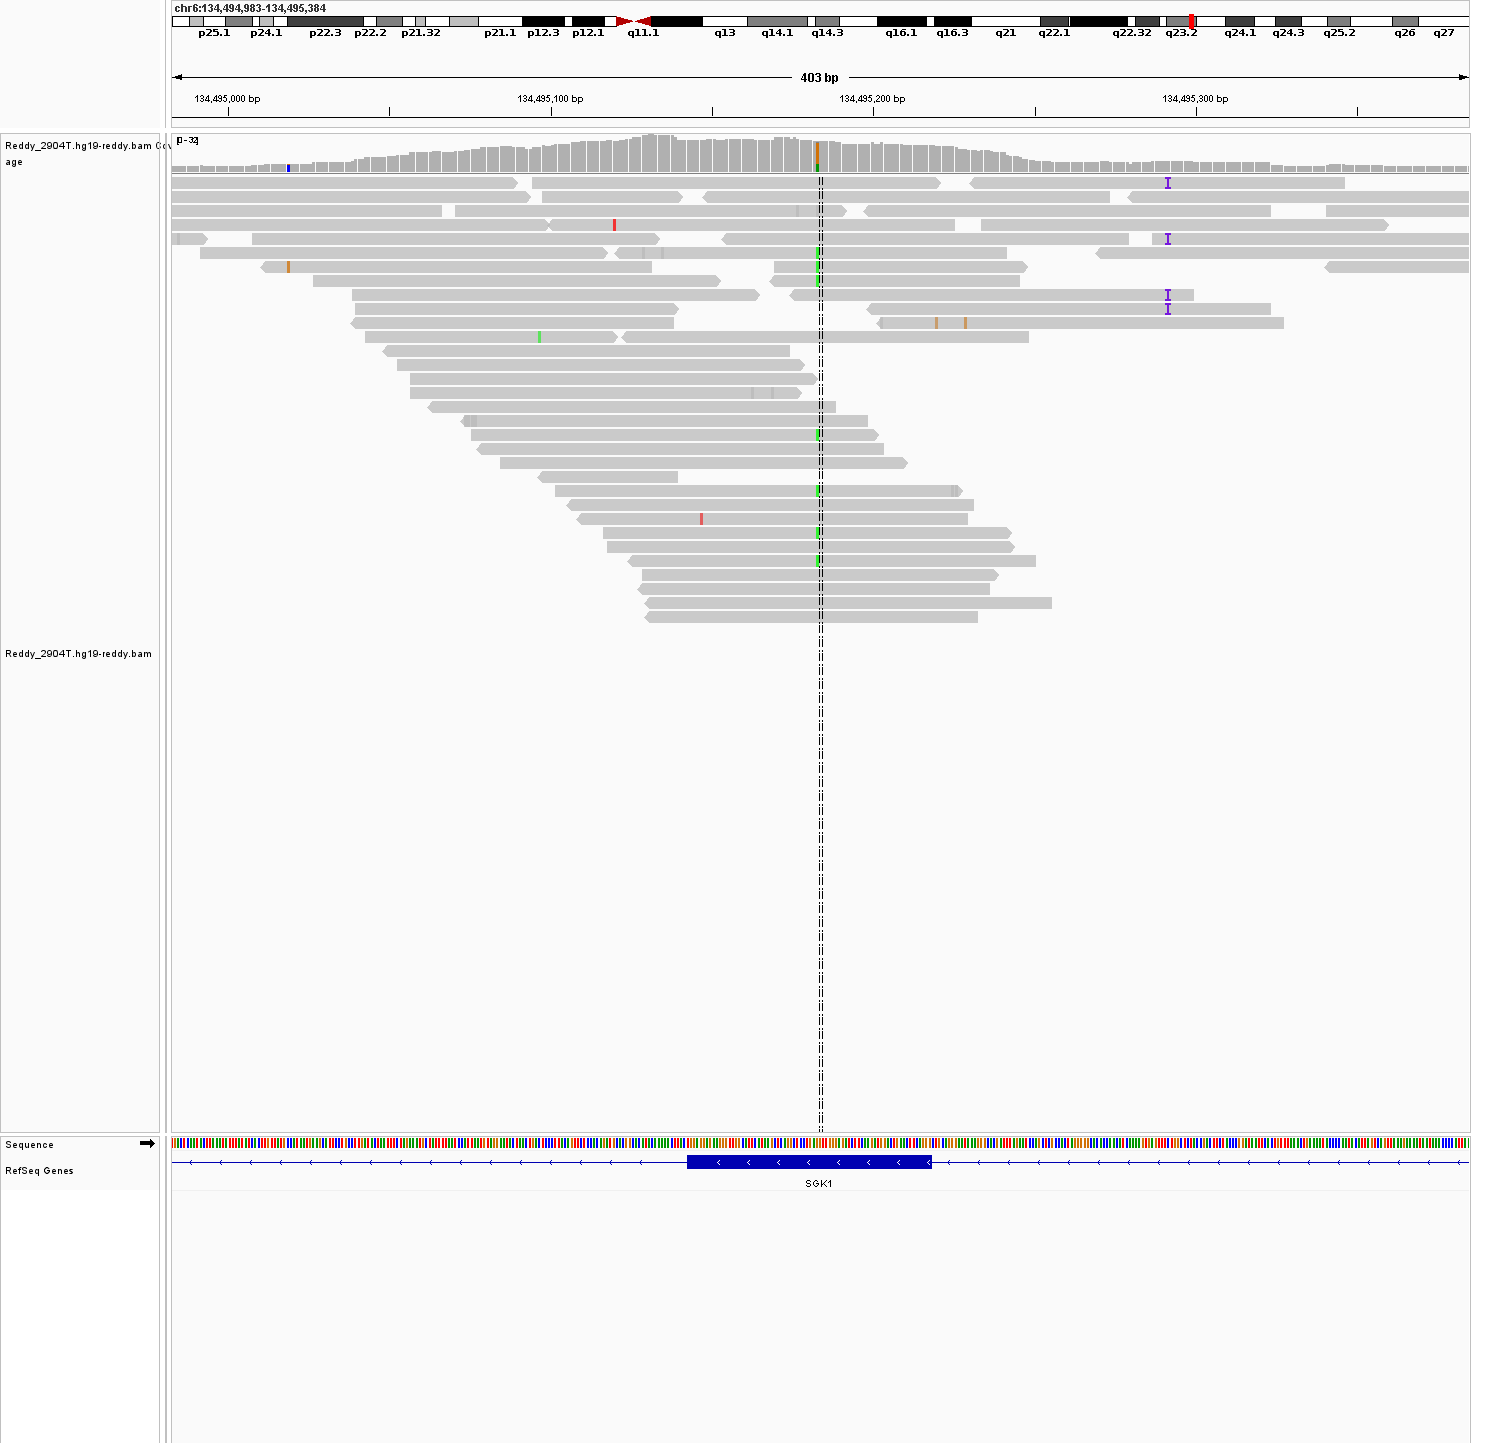 chr6:134,494,983-134,495,384
p25.1 p24.1 p22.3 p22.2 p21.32 p21.1 p12.3 p12.1 q11.1 q13 q14.1 q14.3 q16.1 q16.3 q21 q22.1 q22.32 q23.2 q24.1 q24.3 q25.2 q26 q27
403 bp
134,495,000 bp 134,495,100 bp 134,495,200 bp 134,495,300 bp
[0-32]
Reddy_2904T.hg19-reddy.bam Cov
age
Reddy_2904T.hg19-reddy.bam
Sequence
RefSeq Genes
SGK1